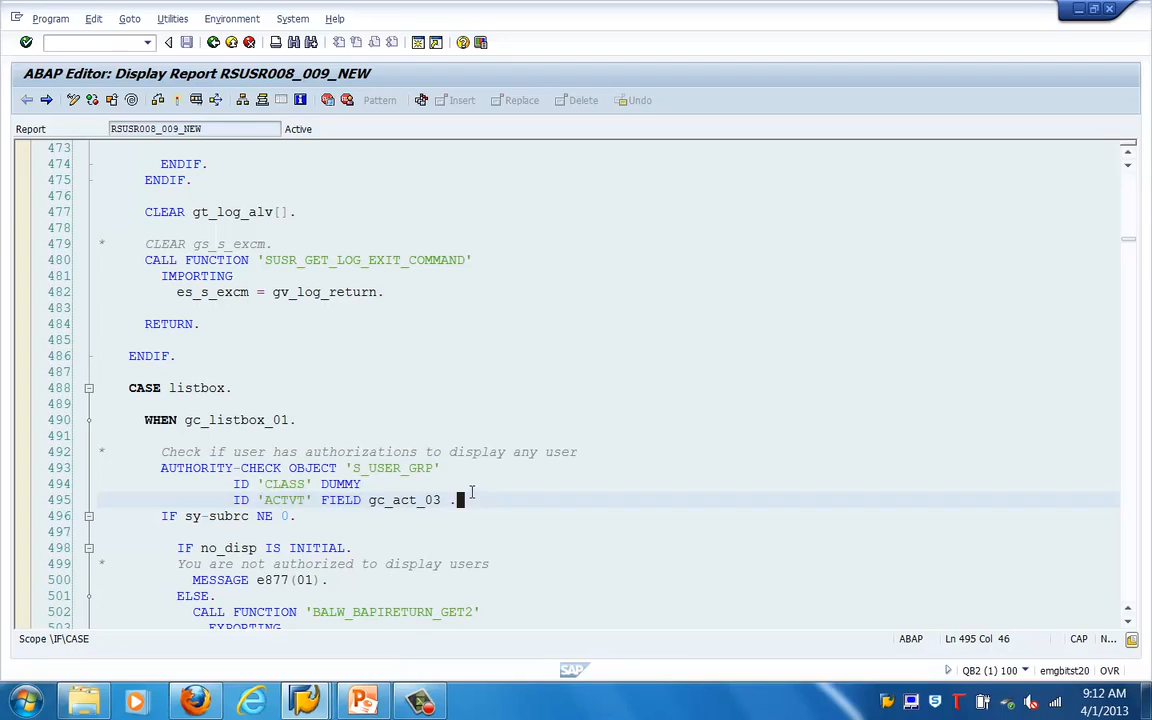 Program Edit Goto Utilities Environment System Help
ABAP Editor: Display Report RSUSR008_009_NEW
Pattern Insert Replace Delete Undo
Report RSUSR008_009_NEW Active
473
474 ENDIF.
475 ENDIF.
476
477 CLEAR gt_log_alv[].
478
479 * CLEAR gs_s_excm.
480 CALL FUNCTION 'SUSR_GET_LOG_EXIT_COMMAND'
481 IMPORTING
482 es_s_excm = gv_log_return.
483
484 RETURN.
485
486 ENDIF.
487
488 CASE listbox.
489
490 WHEN gc_listbox_01.
491
492 * Check if user has authorizations to display any user
493 AUTHORITY-CHECK OBJECT 'S_USER_GRP'
494 ID 'CLASS' DUMMY
495 ID 'ACTVT' FIELD gc_act_03 .
496 IF sy-subrc NE 0.
497
498 IF no_disp IS INITIAL.
499 * You are not authorized to display users
500 MESSAGE e877(01).
501 ELSE.
502 CALL FUNCTION 'BALW_BAPIRETURN_GET2'
503 EXPORTING
Scope \IF\CASE ABAP Ln 495 Col 46 CAP N...
SAP QB2 (1) 100 emgbitst20 OVR
9:12 AM
4/1/2013